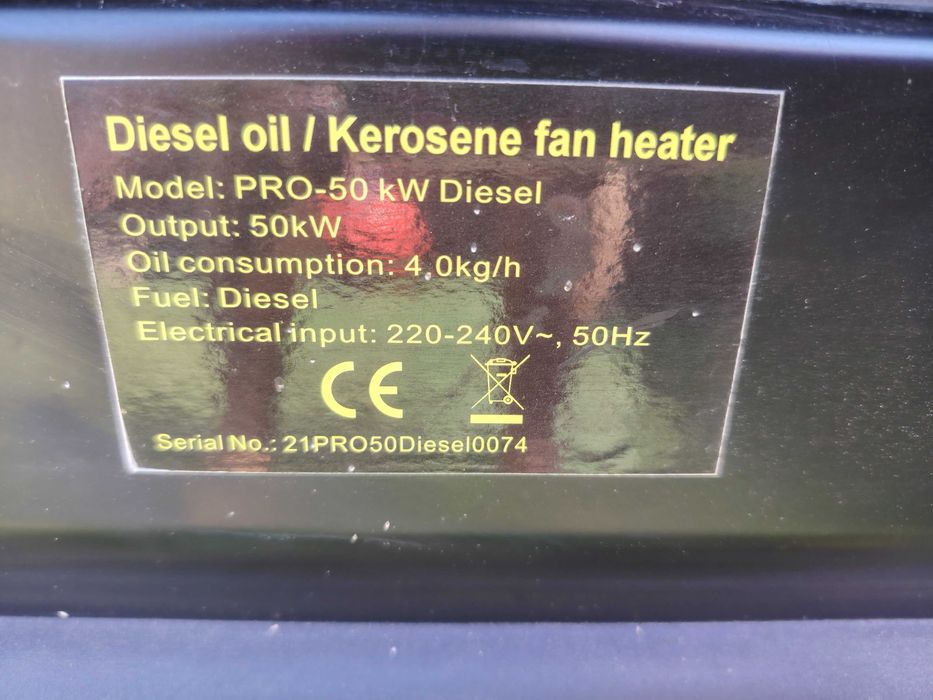 Diesel oil / Kerosene fan heater
Model: PRO-50 kW Diesel
Output: 50kW
Oil consumption: 4.0kg/h
Fuel: Diesel
Electrical input: 220-240V~, 50Hz
CE
Serial No.: 21PRO50Diesel0074